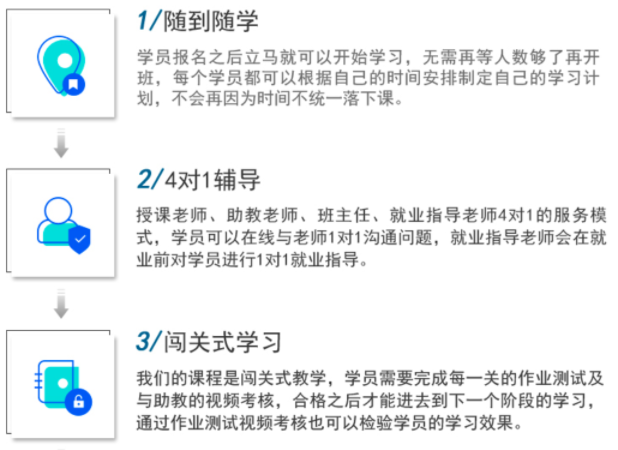 1/随到随学
学员报名之后立马就可以开始学习，无需再等人数够了再开
班，每个学员都可以根据自己的时间安排制定自己的学习计
划，不会再因为时间不统一落下课。
2/4对1辅导
授课老师、助教老师、班主任、就业指导老师4对1的服务模
式，学员可以在线与老师1对1沟通问题，就业指导老师会在就
业前对学员进行1对1就业指导。
3/闯关式学习
我们的课程是闯关式教学，学员需要完成每一关的作业测试及
与助教的视频考核，合格之后才能进去到下一个阶段的学习，
通过作业测试视频考核也可以检验学员的学习效果。